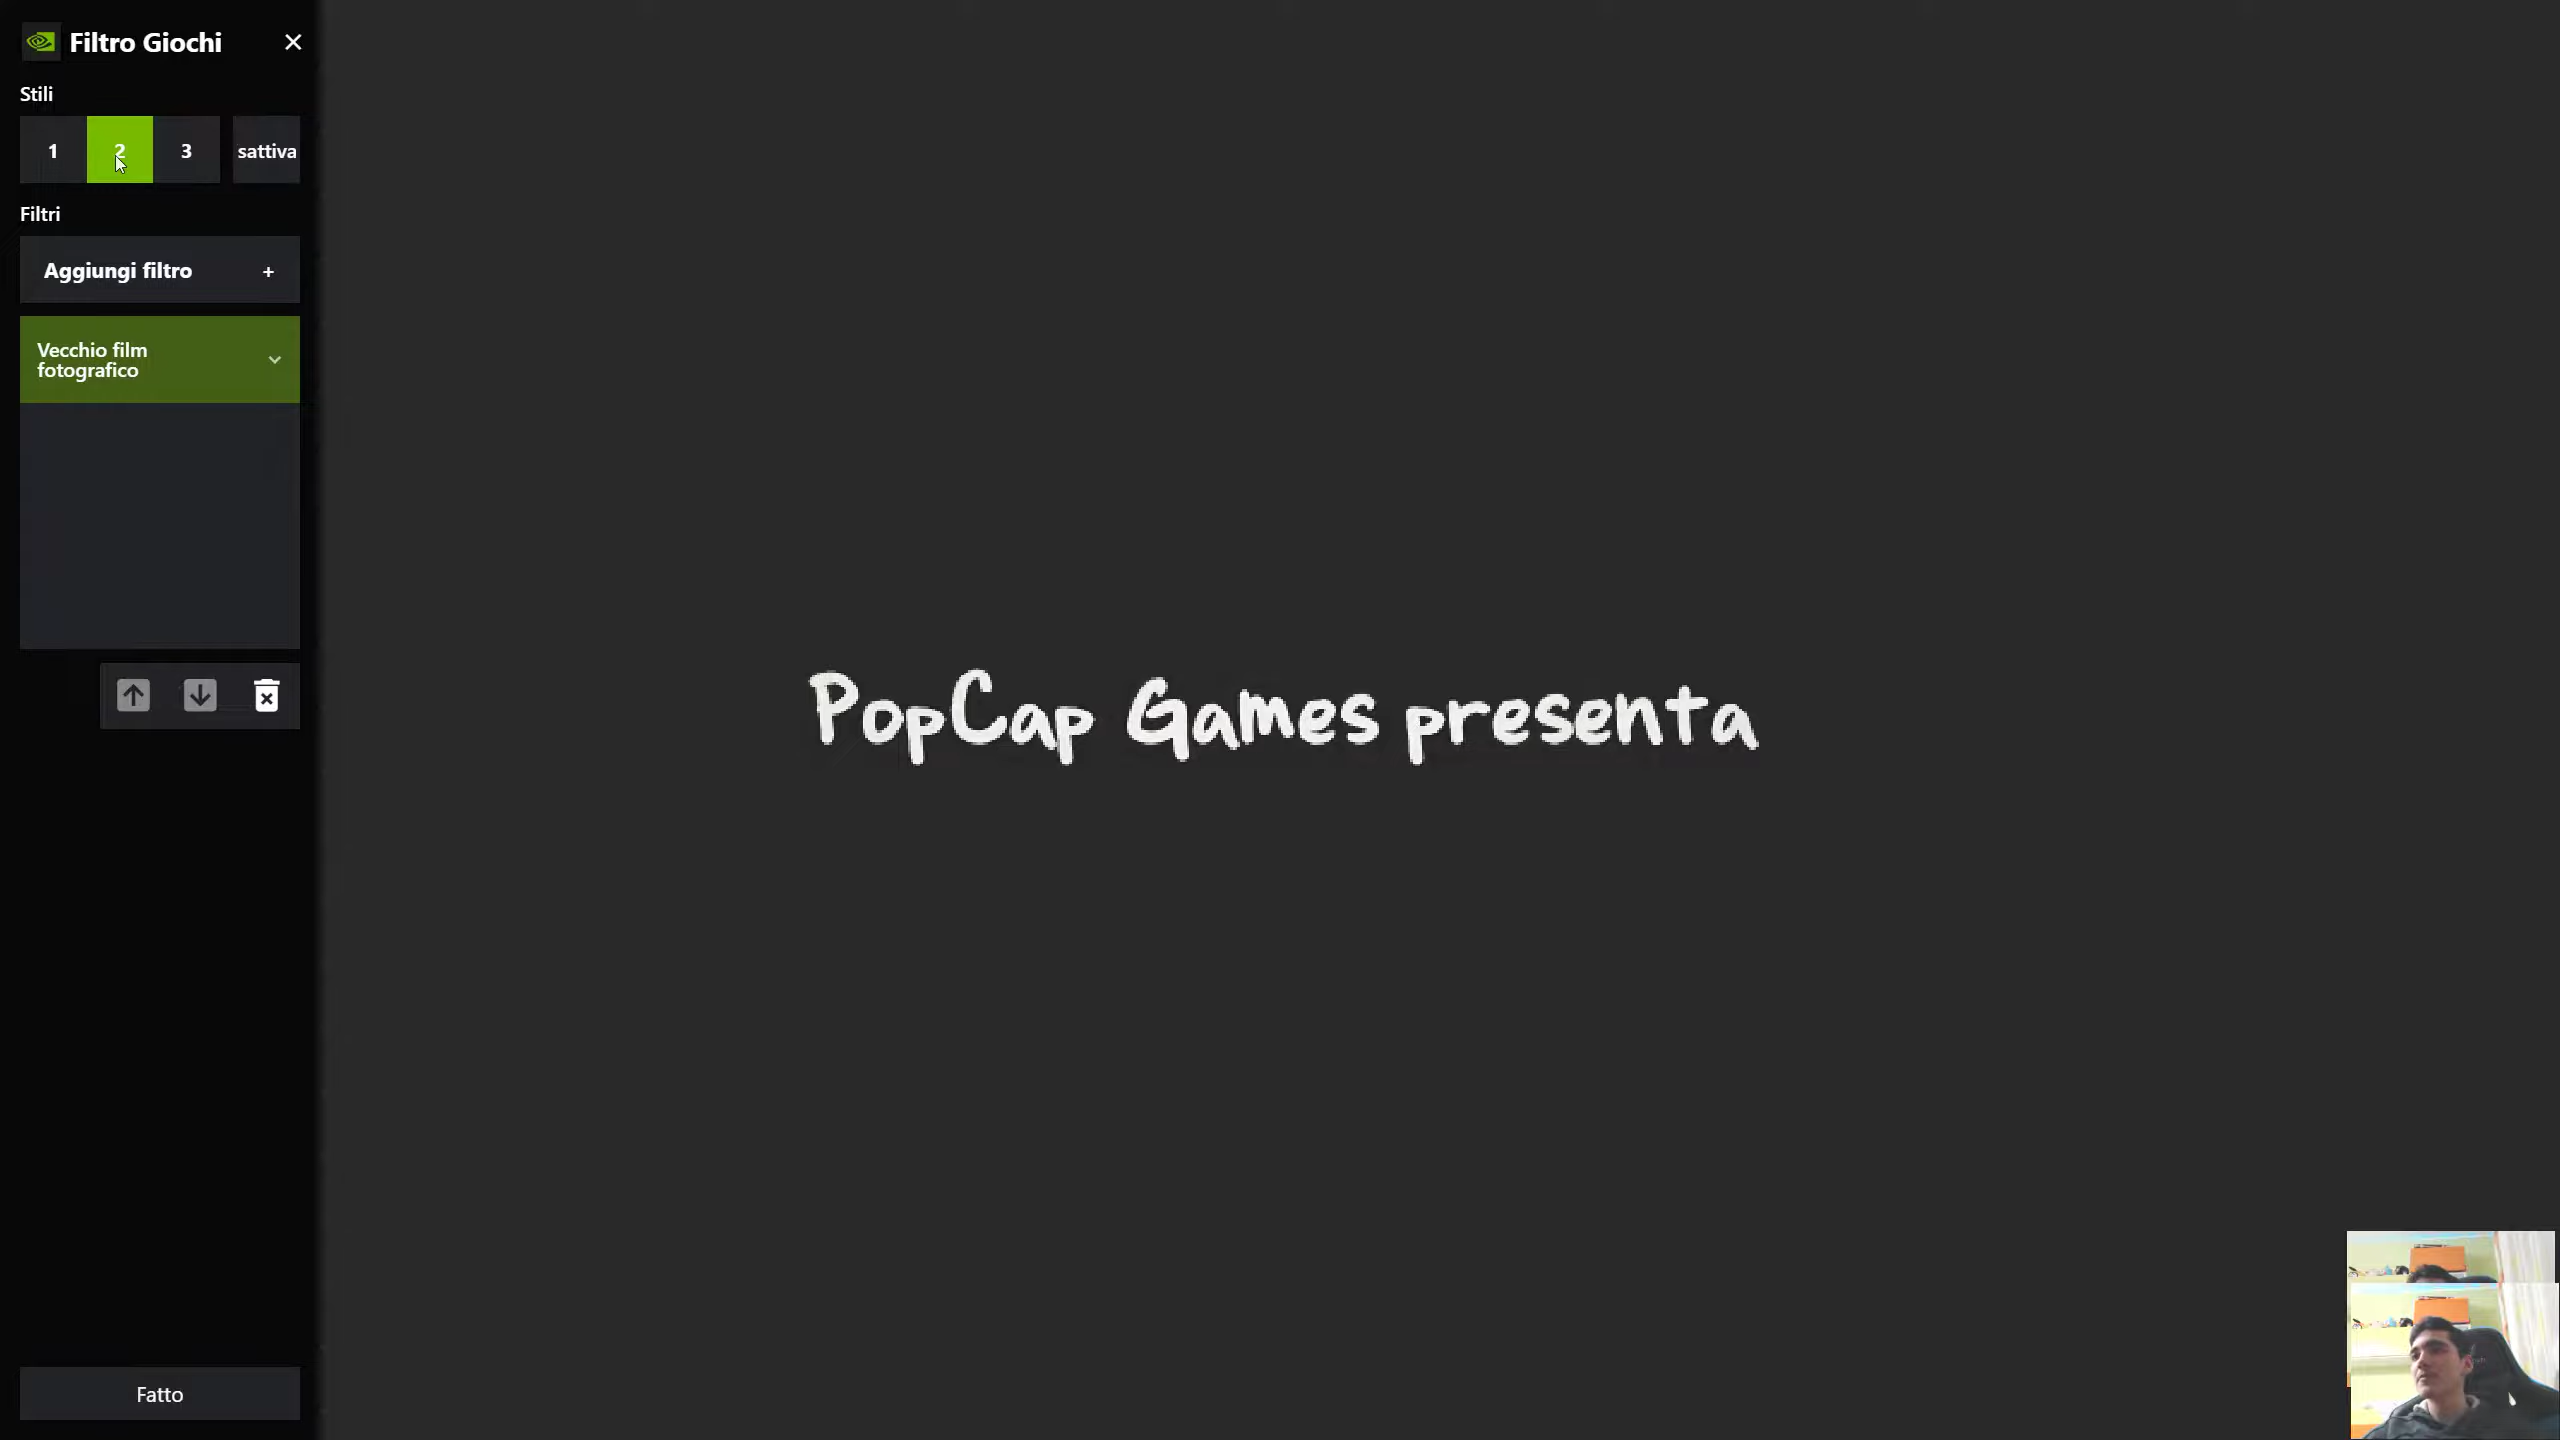 Filtro Giochi
Stili
1
2
3
sattiva
Filtri
Aggiungi filtro +
Vecchio film
fotografico
PopCap Games presenta
Fatto